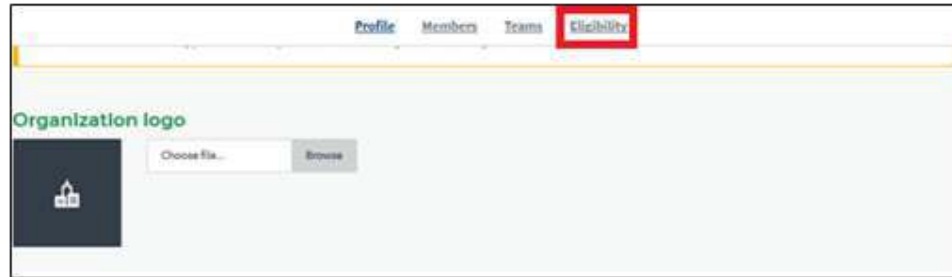 Profile Members Teams Eligibility
Organization logo
Choose file... Browse